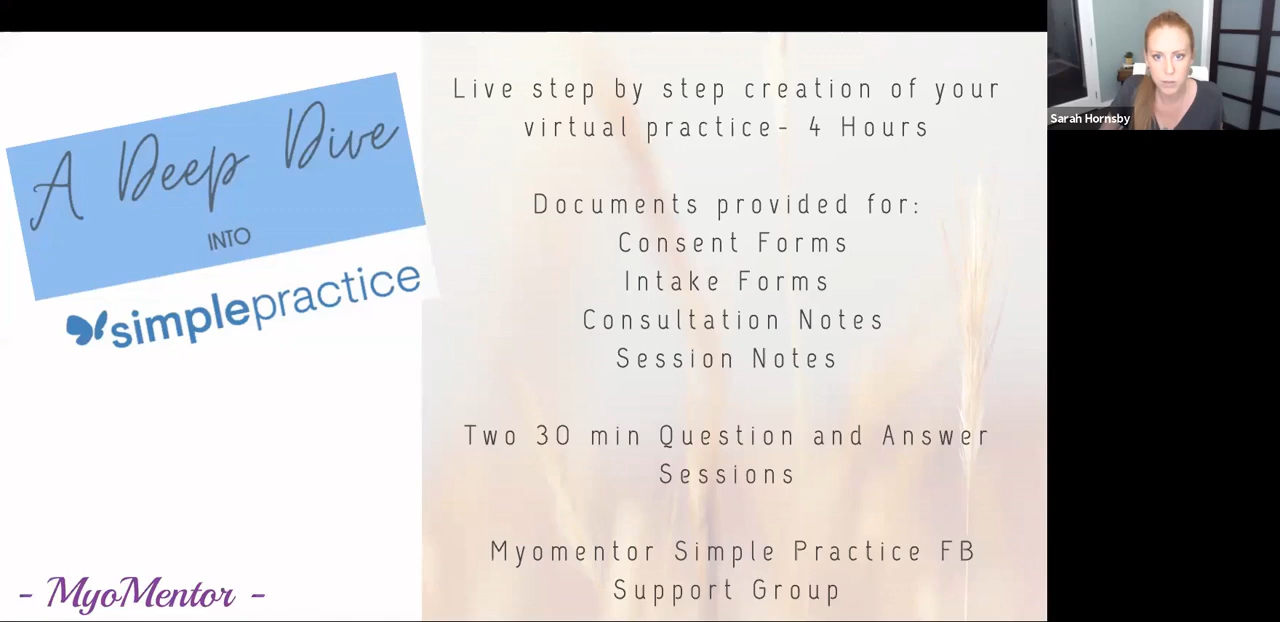 A Deep Dive
INTO
simplepractice
- MyoMentor -
Live step by step creation of your
virtual practice- 4 Hours
Documents provided for:
Consent Forms
Intake Forms
Consultation Notes
Session Notes
Two 30 min Question and Answer
Sessions
Myomentor Simple Practice FB
Support Group
Sarah Hornsby